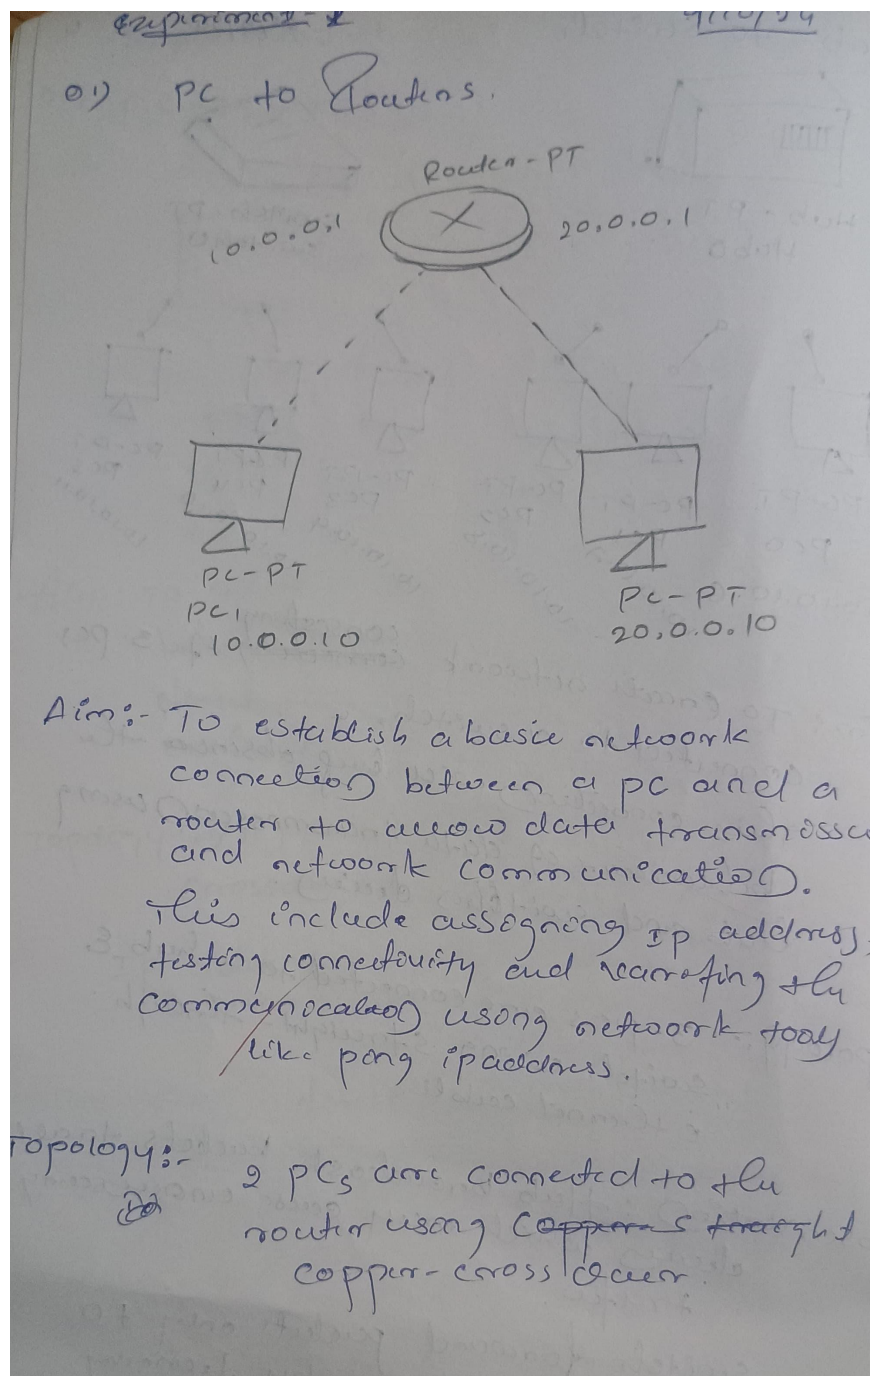 Experiment-1
01) PC to Routers.
Router-PT
10.0.0.1
20.0.0.1
PC-PT
PC1
10.0.0.10
PC-PT
20.0.0.10
Aim:- To establish a basic network
connection between a pc and a
router to allow data
and network communication.
This include assigning Ip address,
testing connectivity and the
communication using network tools
like ping ipaddress.
Topology:- 2 PCs are connected to the
router using
copper-cross